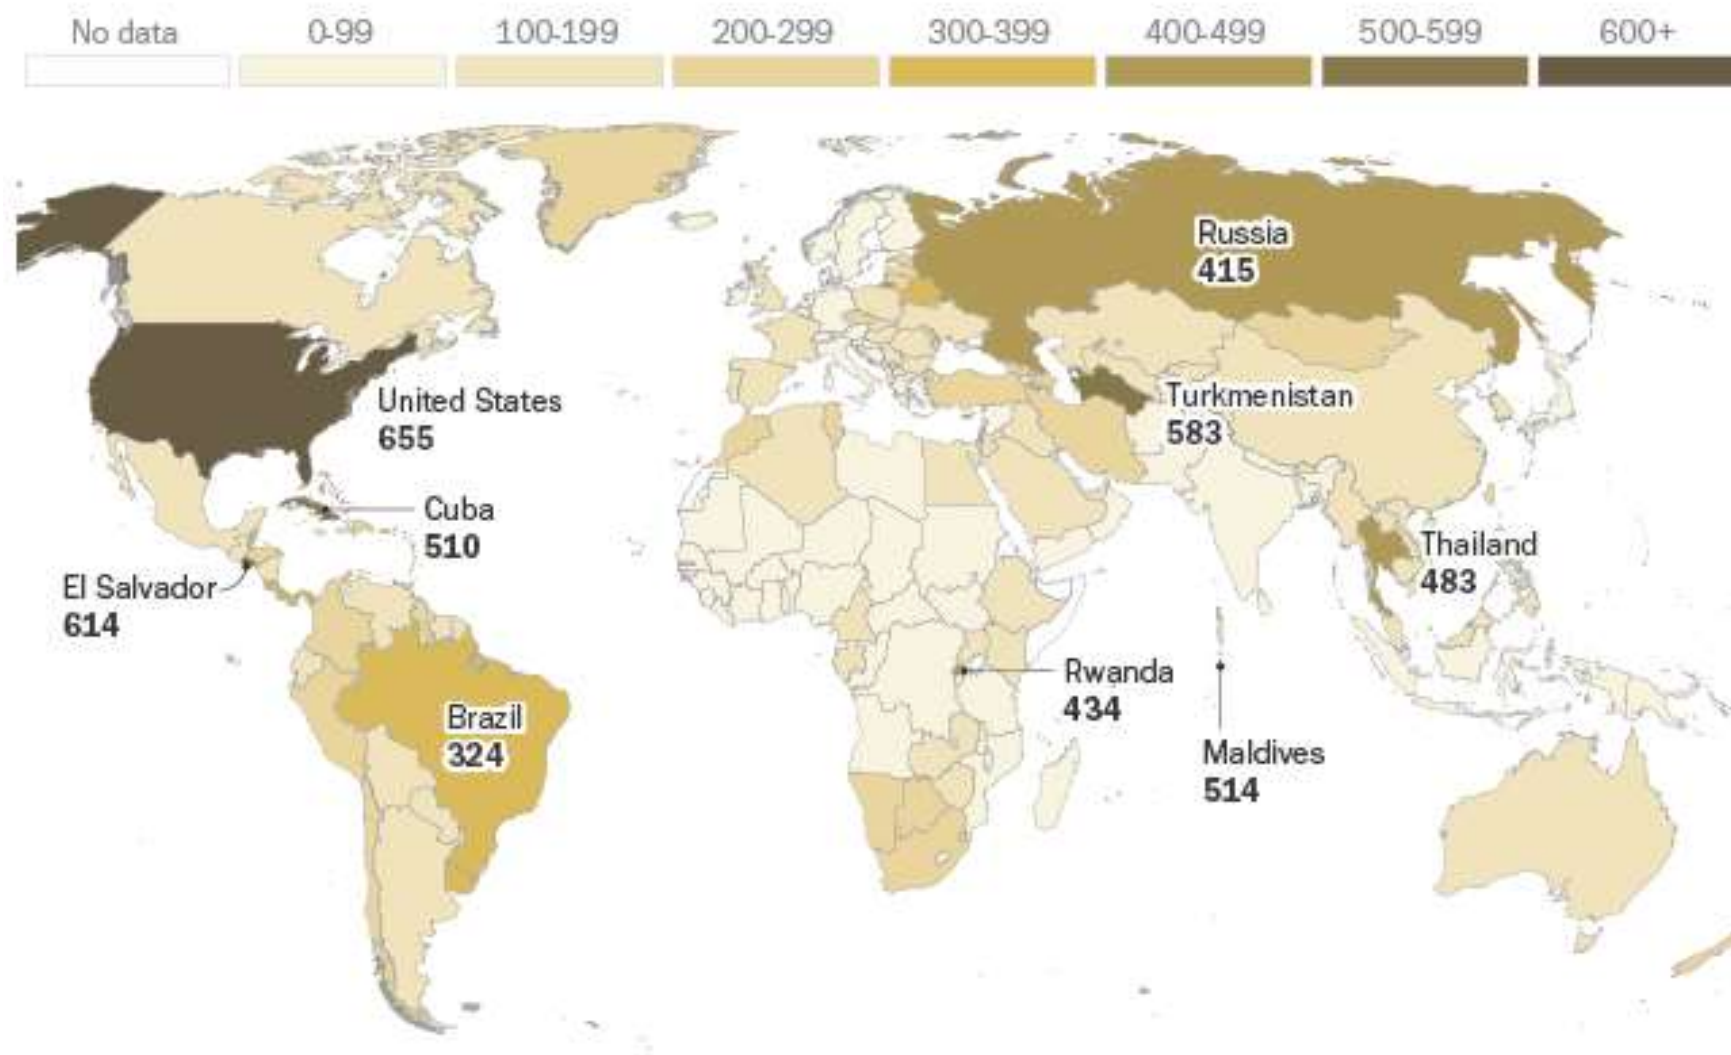 No data 0-99 100-199 200-299 300-399 400-499 500-599 600+
Russia
415
United States
655
Turkmenistan
583
Cuba
510
Thailand
483
El Salvador
614
Rwanda
434
Brazil
324
Maldives
514